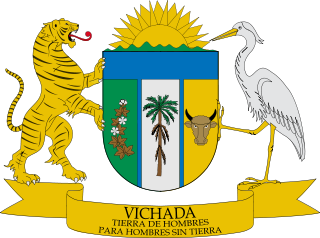 VICHADA
TIERRA DE HOMBRES
PARA HOMBRES SIN TIERRA